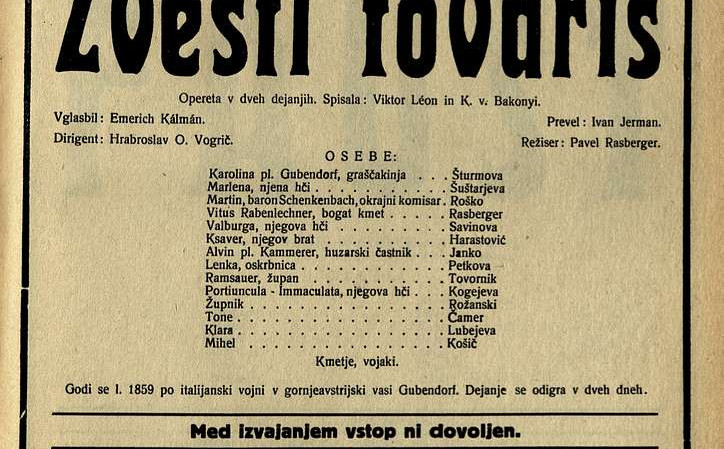 Zvesti tovariš
Opereta v dveh dejanjih. Spisala: Viktor Léon in K. v. Bakonyi.
Vglasbil: Emerich Kálmán. Prevel: Ivan Jerman.
Dirigent: Hrabroslav O. Vogrič. Režiser: Pavel Rasberger.
OSEBE:
Karolina pl. Gubendorf, graščakinja . . . Šturmova
Marlena, njena hči . . . . . . . . . . . Šuštarjeva
Martin, baron Schenkenbach, okrajni komisar . Roško
Vitus Rabenlechner, bogat kmet . . . . . Rasberger
Valburga, njegova hči . . . . . . . . . Savinova
Ksaver, njegov brat . . . . . . . . . . Harastović
Alvin pl. Kammerer, huzarski častnik . . . Janko
Lenka, oskrbnica . . . . . . . . . . . Petkova
Ramsauer, župan . . . . . . . . . . . Tovornik
Portiuncula - Immaculata, njegova hči . . . Kogejeva
Župnik . . . . . . . . . . . . . . . Rožanski
Tone . . . . . . . . . . . . . . . . Čamer
Klara . . . . . . . . . . . . . . . . Lubejeva
Mihel . . . . . . . . . . . . . . . . Košič
Kmetje, vojaki.
Godi se l. 1859 po italijanski vojni v gornjeavstrijski vasi Gubendorf. Dejanje se odigra v dveh dneh.
Med izvajanjem vstop ni dovoljen.